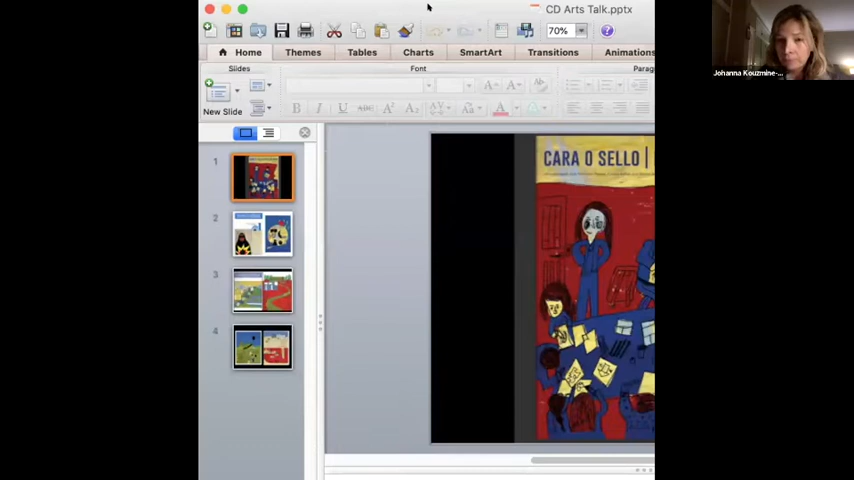 CD Arts Talk.pptx
70%
Home
Themes
Tables
Charts
SmartArt
Transitions
Animations
Slides
Font
Parag
New Slide
1
2
3
4
CARA O SELLO
Johanna Kouzmine-...